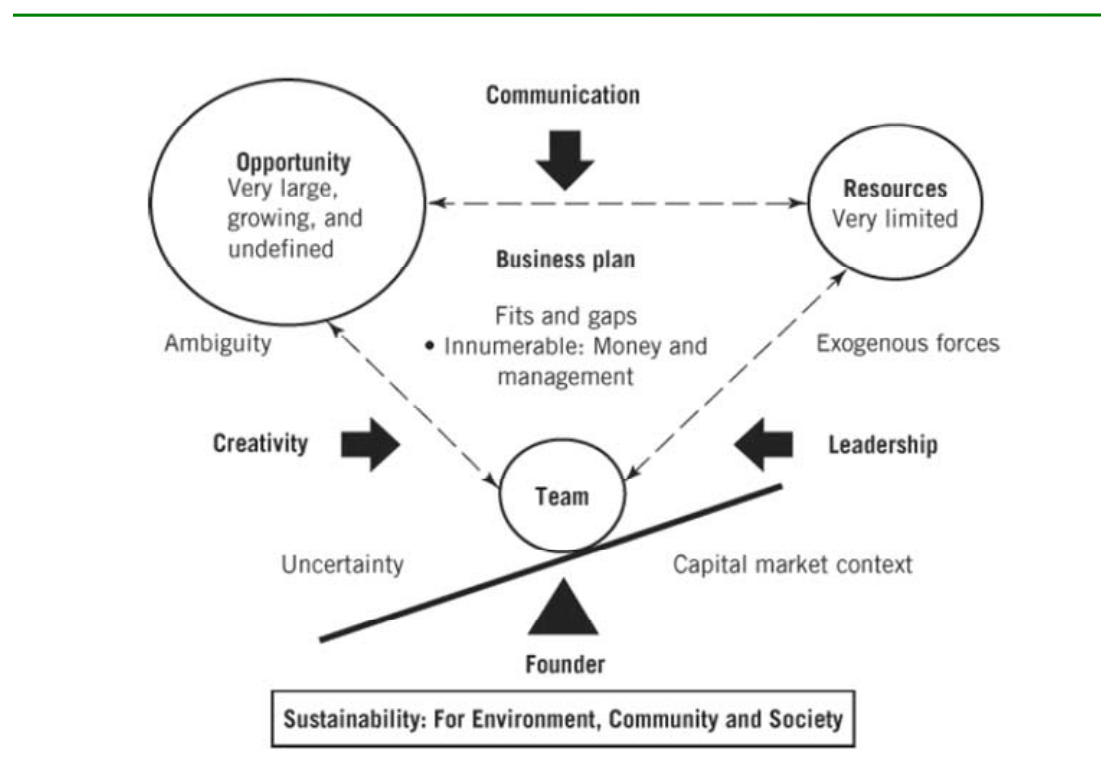 Communication
Opportunity
Very large,
growing, and
undefined
Resources
Very limited
Business plan
Fits and gaps
• Innumerable: Money and
management
Ambiguity
Exogenous forces
Creativity
Leadership
Team
Uncertainty
Capital market context
Founder
Sustainability: For Environment, Community and Society